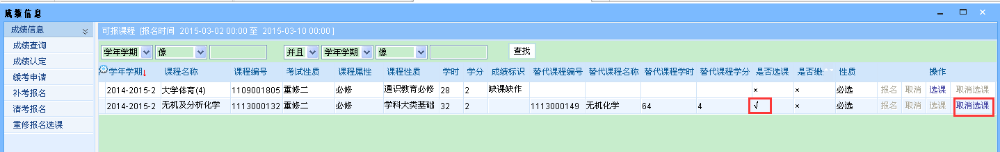 成绩信息
成绩信息
成绩查询
成绩认定
缓考申请
补考报名
清考报名
重修报名选课
可报课程 [报名时间 2015-03-02 00:00 至 2015-03-10 00:00 ]
学年学期 像 并且 学年学期 像 查找
学年学期↓ 课程名称 课程编号 考试性质 课程属性 课程性质 学时 学分 成绩标识 替代课程编号 替代课程名称 替代课程学时 替代课程学分 是否选课 是否缴 性质 操作
2014-2015-2 大学体育(4) 1109001805 重修二 必修 通识教育必修 28 2 缺课缺作 × × 必选 报名 取消 选课 取消选课
2014-2015-2 无机及分析化学 1113000132 重修二 必修 学科大类基础 32 2 1113000149 无机化学 64 4 √ × 必选 报名 取消 选课 取消选课